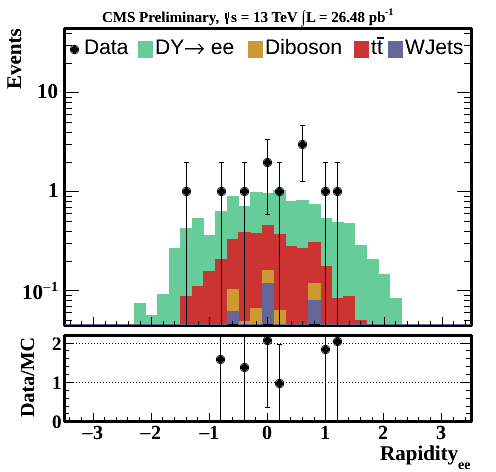 CMS Preliminary, √s = 13 TeV ∫L = 26.48 pb⁻¹
Events
Data DY→ ee Diboson tt̄ WJets
10
1
10⁻¹
Data/MC
2
1
0
−3 −2 −1 0 1 2 3
Rapidity_ee